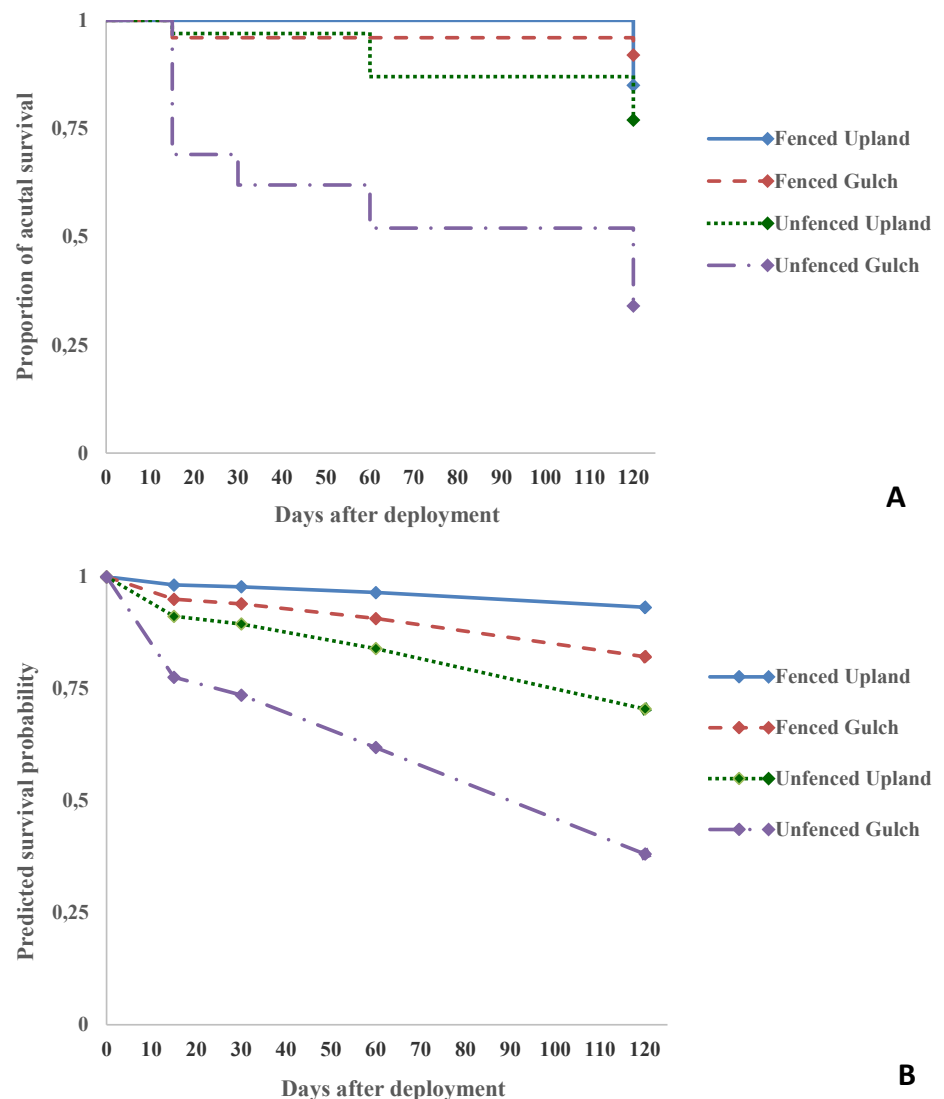 Proportion of acutal survival
1
0,75
0,5
0,25
0
0 10 20 30 40 50 60 70 80 90 100 110 120
Days after deployment
Fenced Upland
Fenced Gulch
Unfenced Upland
Unfenced Gulch
A
Predicted survival probability
1
0,75
0,5
0,25
0
0 10 20 30 40 50 60 70 80 90 100 110 120
Days after deployment
Fenced Upland
Fenced Gulch
Unfenced Upland
Unfenced Gulch
B